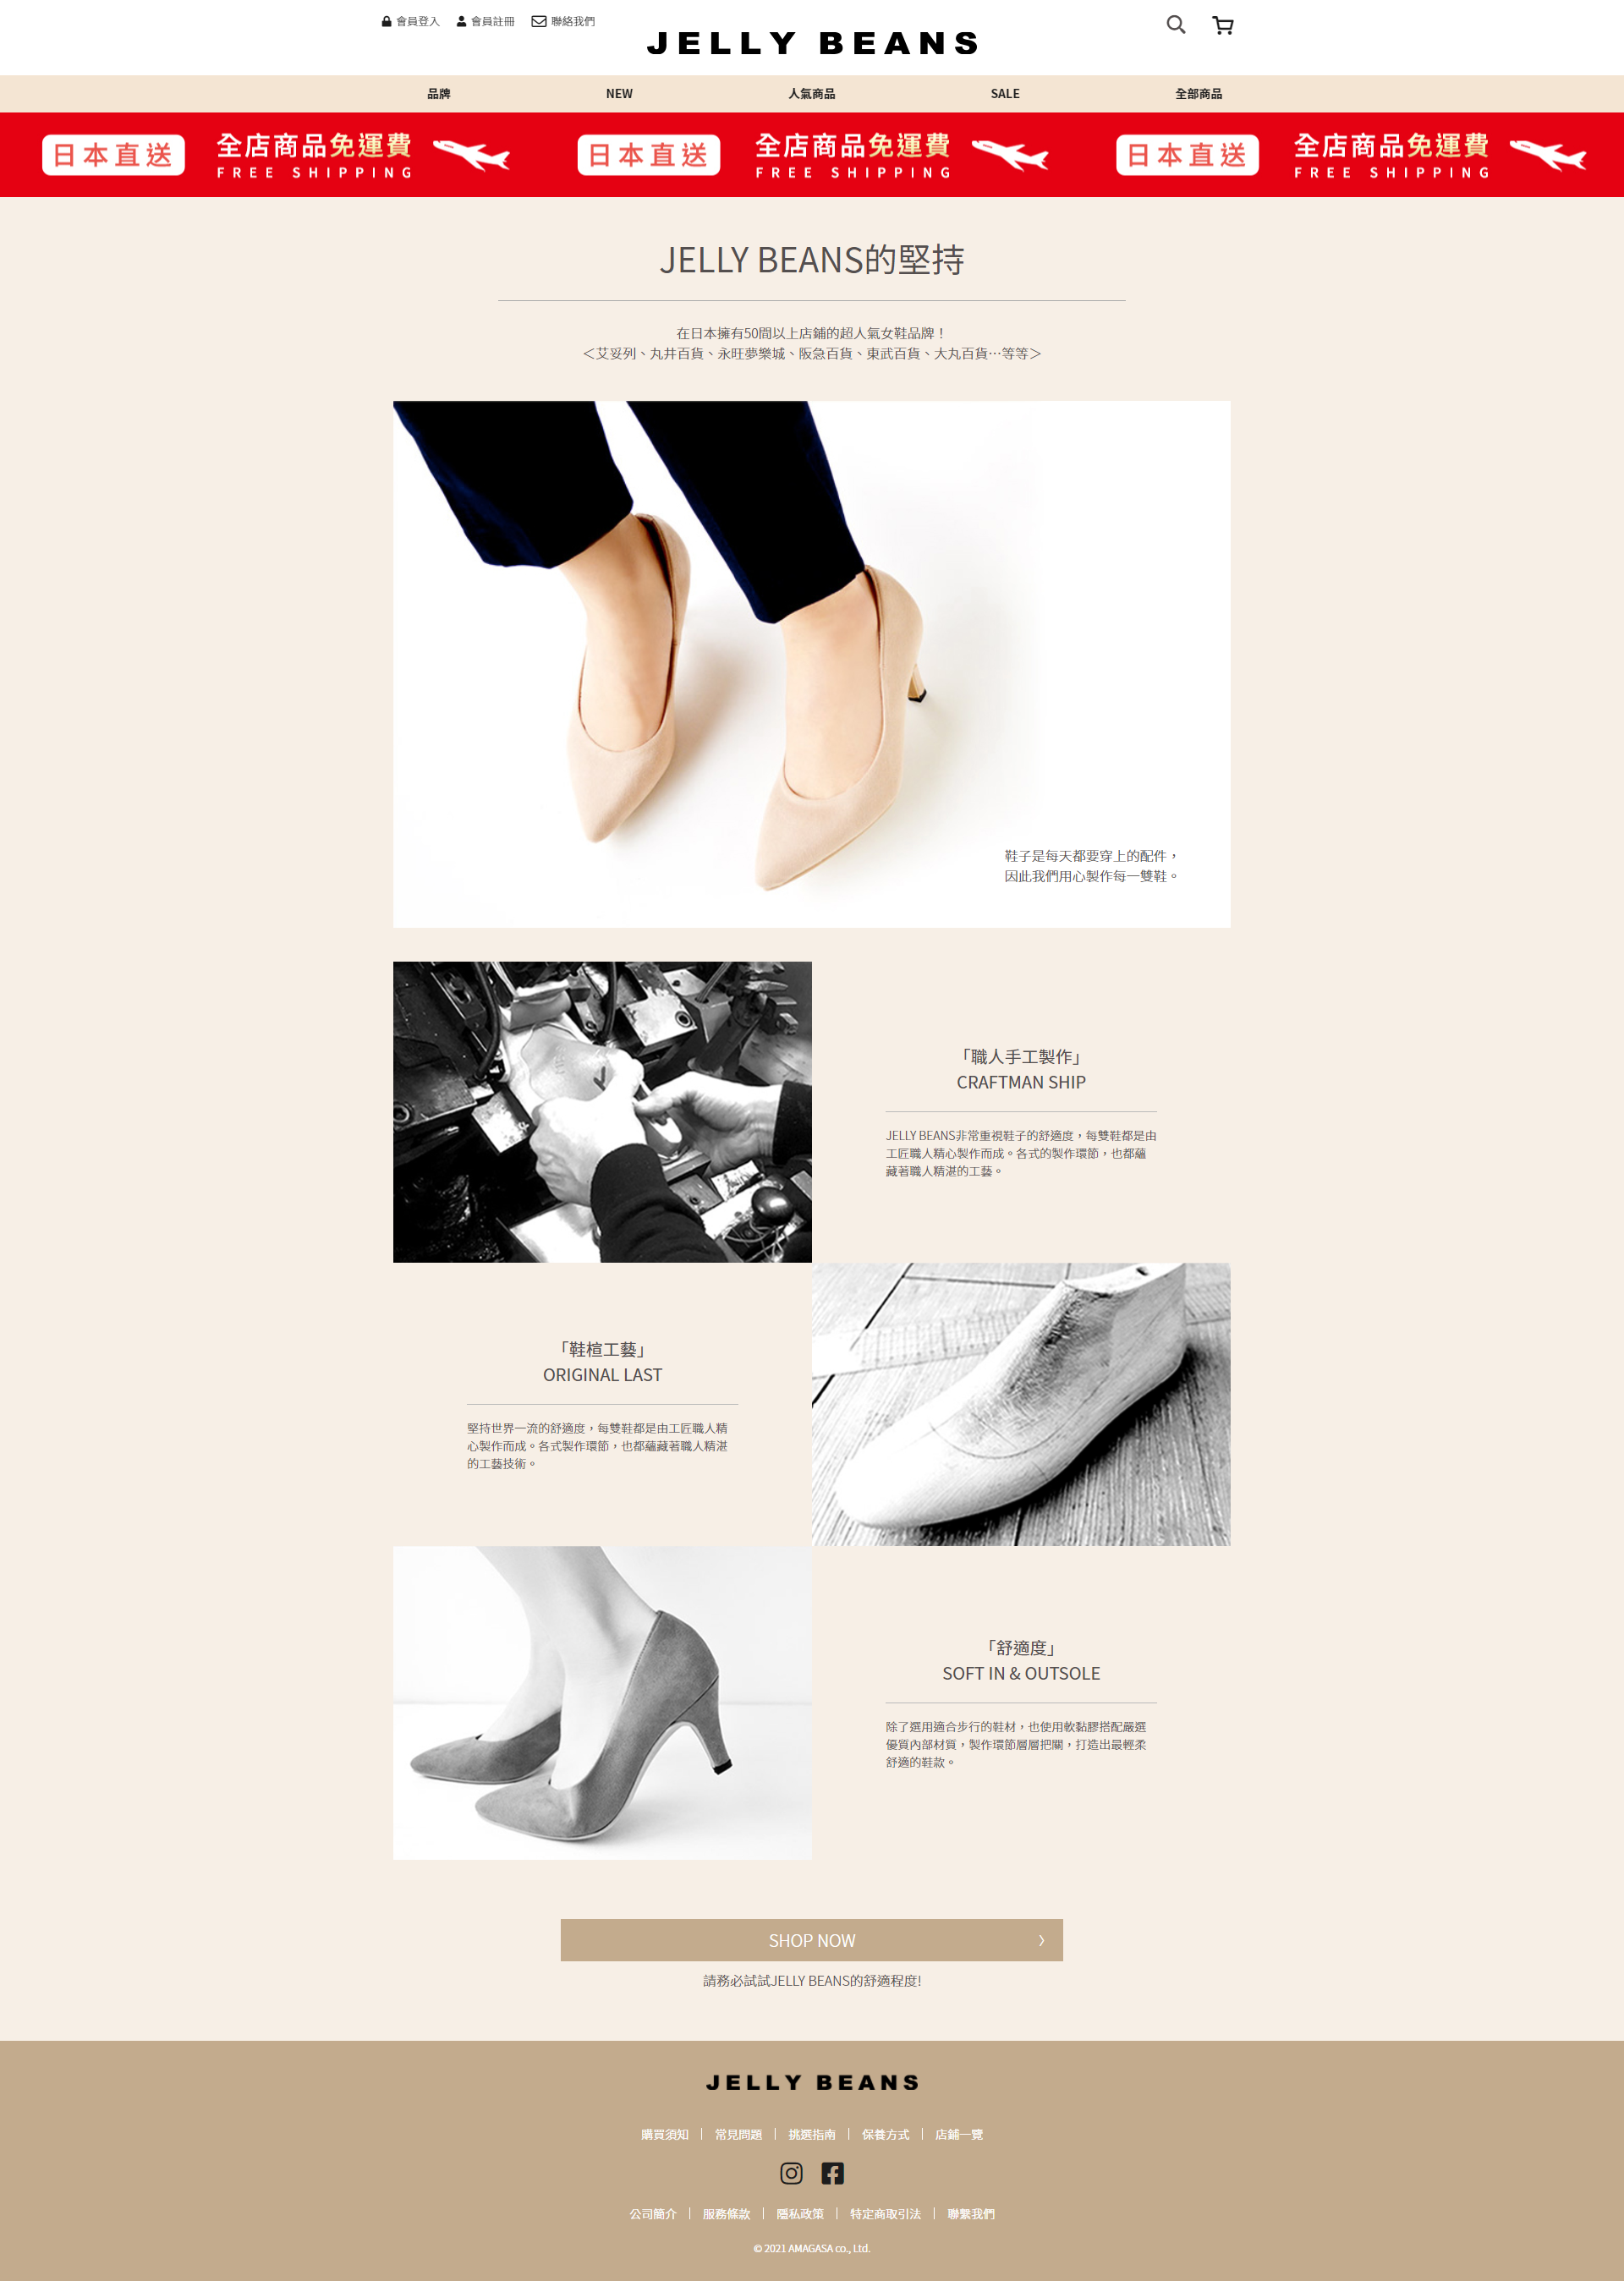 會員登入 會員註冊 聯絡我們
JELLY BEANS
品牌 NEW 人氣商品 SALE 全部商品
日本直送 全店商品免運費 日本直送 全店商品免運費 日本直送 全店商品免運費
FREE SHIPPING FREE SHIPPING FREE SHIPPING
JELLY BEANS的堅持
在日本擁有50間以上店鋪的超人氣女鞋品牌！
＜艾妥列、丸井百貨、永旺夢樂城、阪急百貨、東武百貨、大丸百貨…等等＞
鞋子是每天都要穿上的配件，
因此我們用心製作每一雙鞋。
「職人手工製作」
CRAFTMAN SHIP
JELLY BEANS非常重視鞋子的舒適度，每雙鞋都是由
工匠職人精心製作而成。各式的製作環節，也都蘊
藏著職人精湛的工藝。
「鞋楦工藝」
ORIGINAL LAST
堅持世界一流的舒適度，每雙鞋都是由工匠職人精
心製作而成。各式製作環節，也都蘊藏著職人精湛
的工藝技術。
「舒適度」
SOFT IN & OUTSOLE
除了選用適合步行的鞋材，也使用軟黏膠搭配嚴選
優質內部材質，製作環節層層把關，打造出最輕柔
舒適的鞋款。
SHOP NOW
請務必試試JELLY BEANS的舒適程度!
JELLY BEANS
購買須知 常見問題 挑選指南 保養方式 店鋪一覽
公司簡介 服務條款 隱私政策 特定商取引法 聯繫我們
© 2021 AMAGASA co., Ltd.